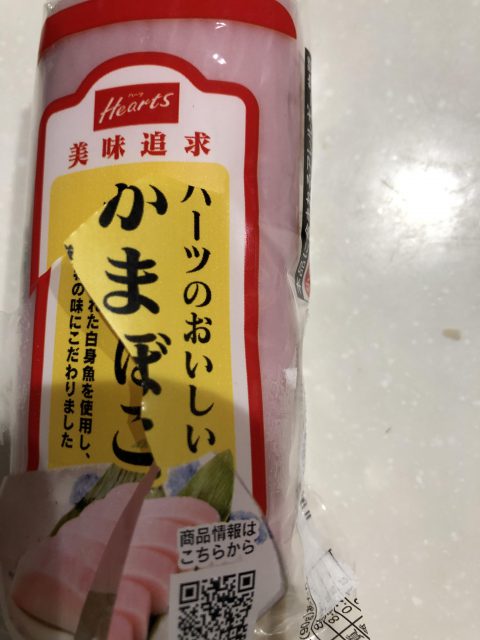 ハーツ
Hearts
美味追求
ハーツのおいしい
かまぼこ
れた白身魚を使用し、
の味にこだわりました
商品情報は
こちらから